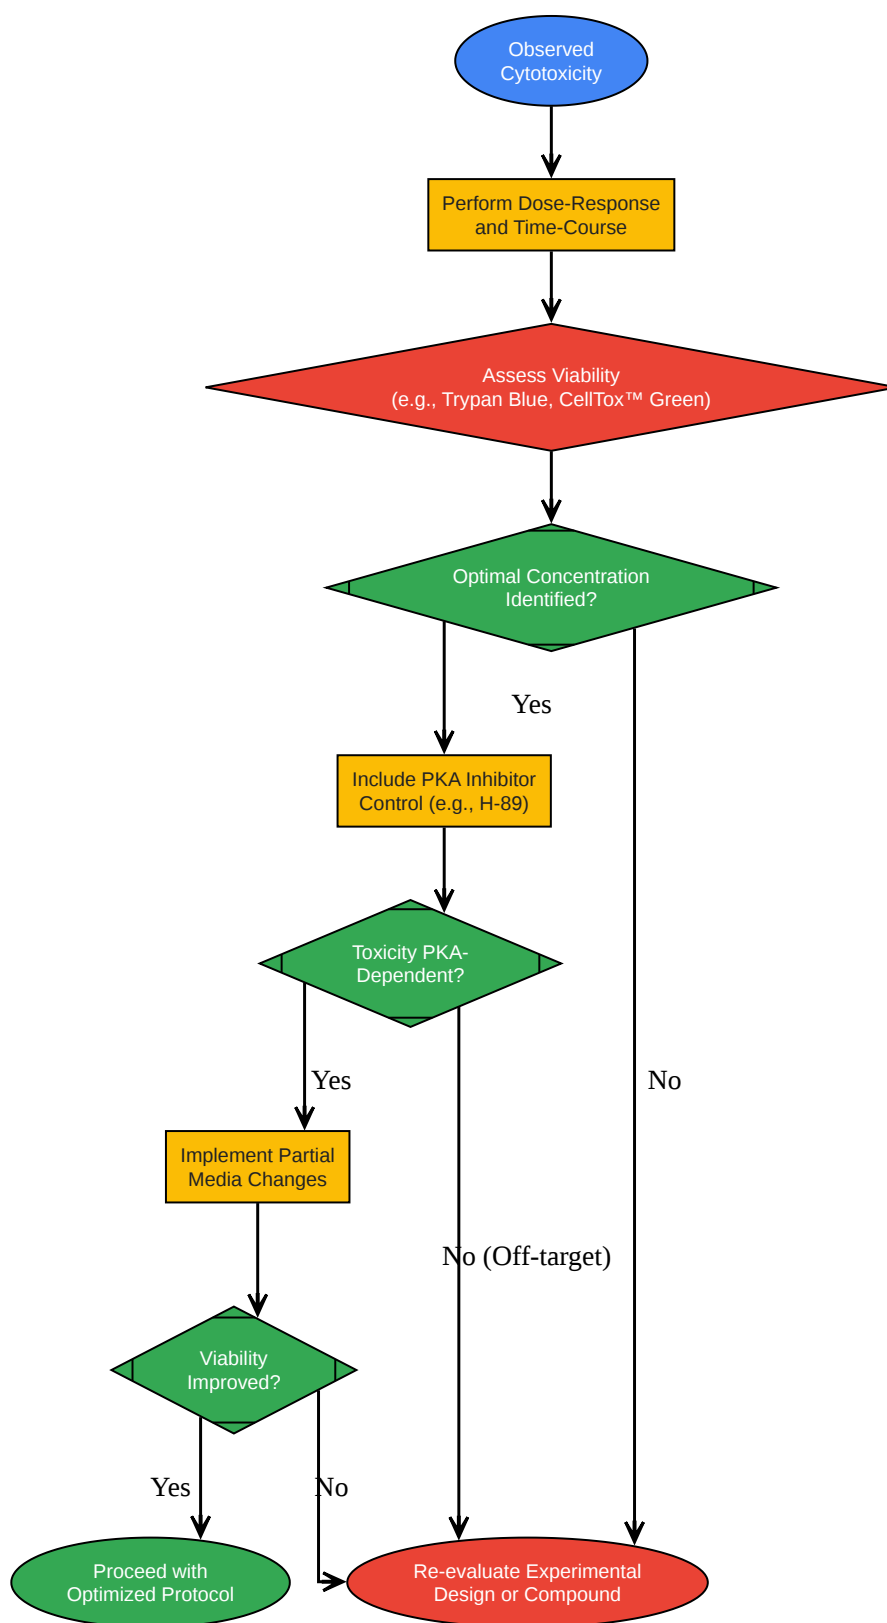 Observed
Cytotoxicity
Perform Dose-Response
and Time-Course
Assess Viability
(e.g., Trypan Blue, CellTox™ Green)
Optimal Concentration
Identified?
Yes
Include PKA Inhibitor
Control (e.g., H-89)
Toxicity PKA-
Dependent?
Yes
No
Implement Partial
Media Changes
No (Off-target)
Viability
Improved?
Yes
No
Proceed with
Optimized Protocol
Re-evaluate Experimental
Design or Compound